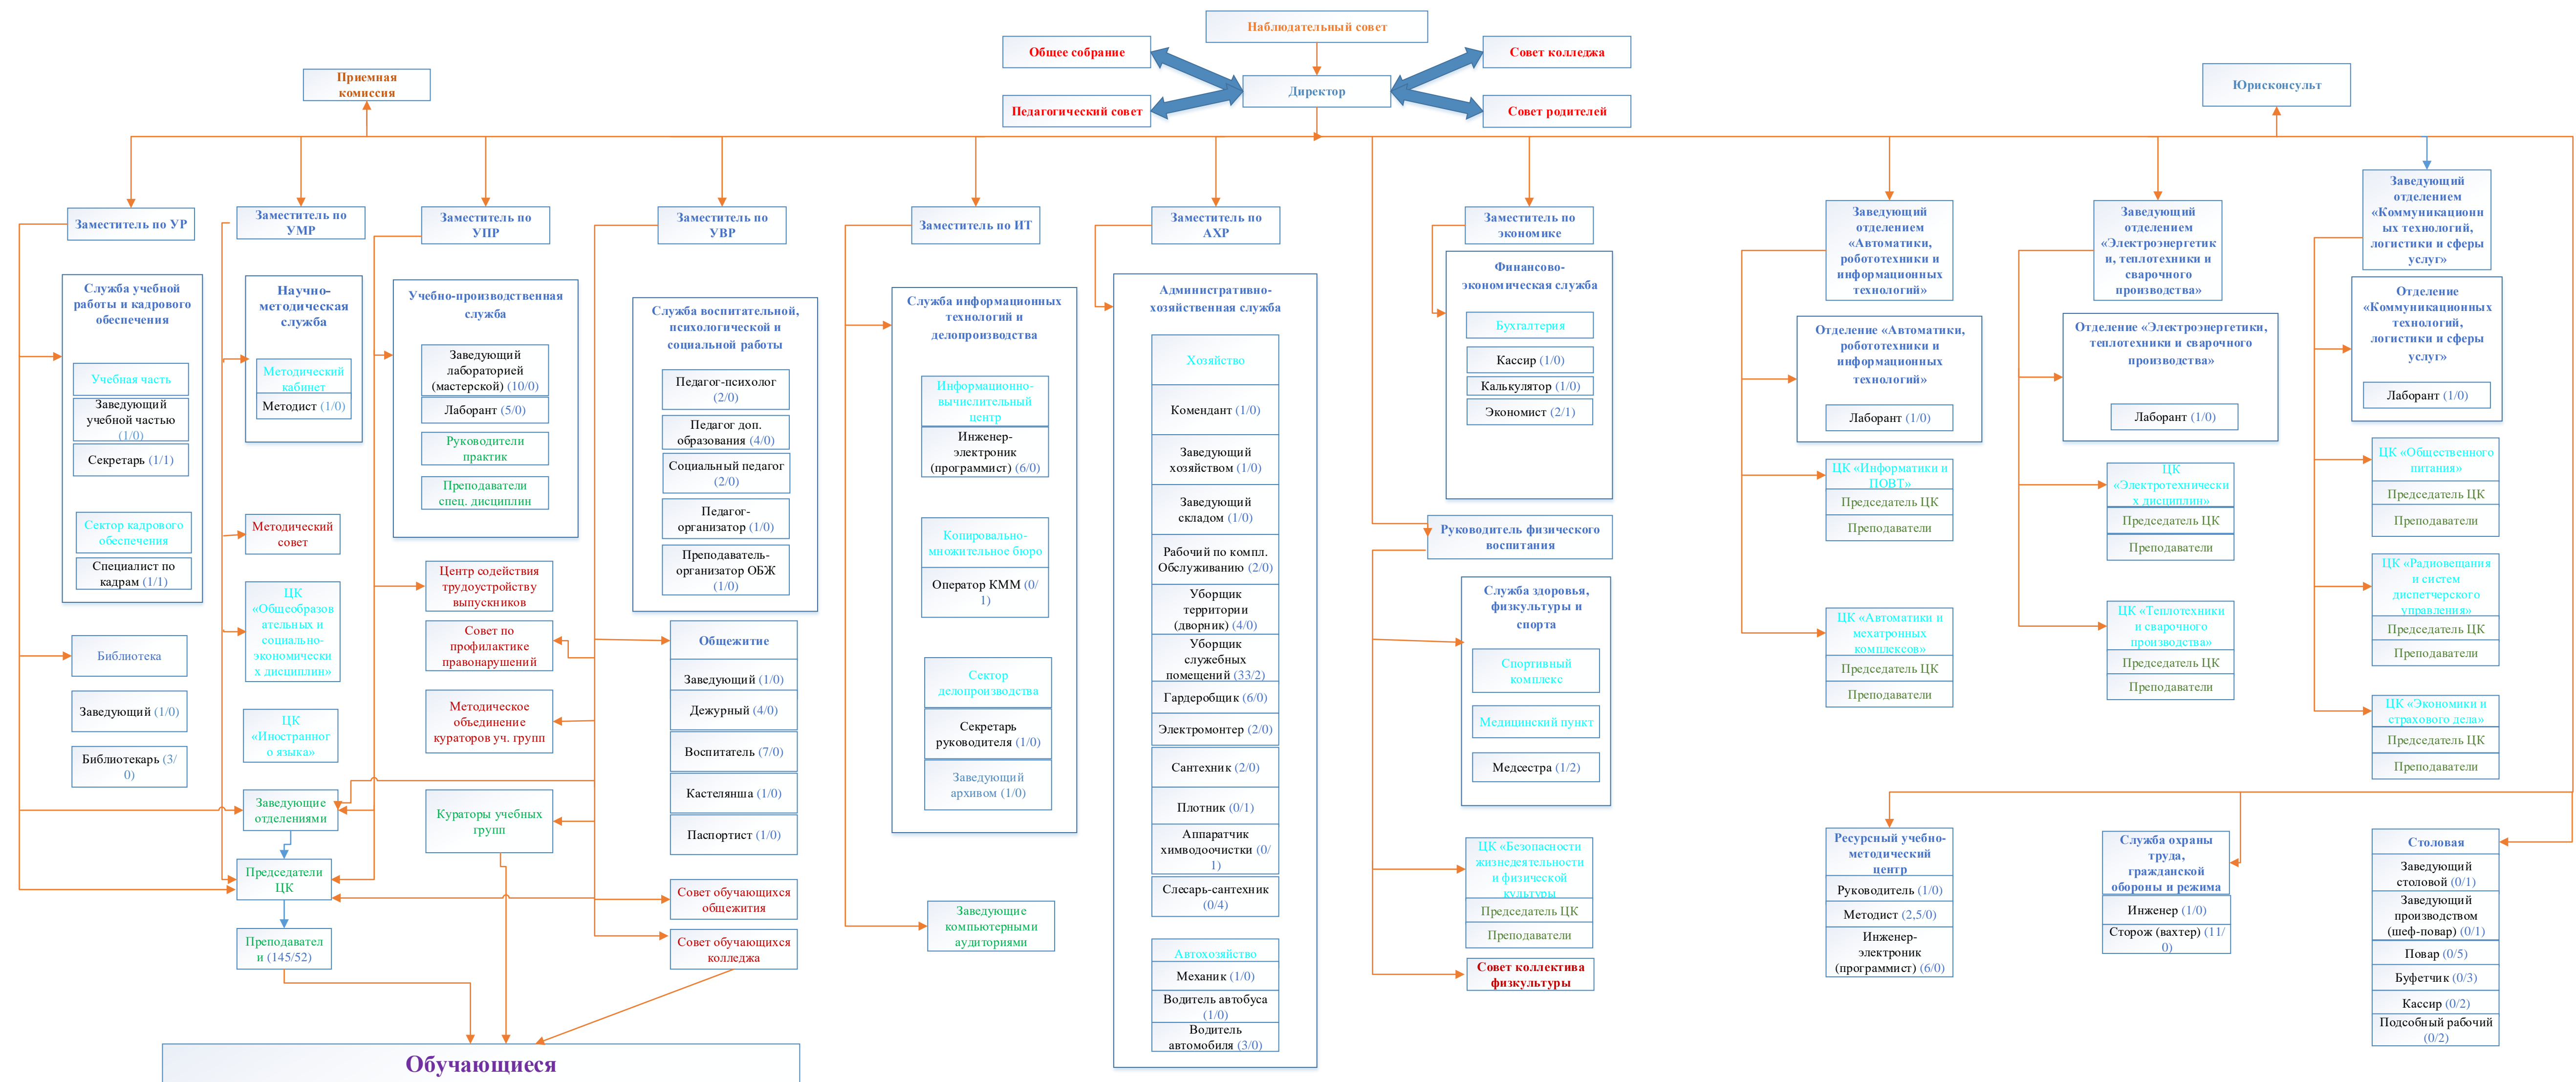 Наблюдательный совет
Общее собрание
Совет колледжа
Директор
Педагогический совет
Совет родителей
Приемная
комиссия
Юрисконсульт
Заместитель по УР
Служба учебной
работы и кадрового
обеспечения
Учебная часть
Заведующий
учебной частью
(1/0)
Секретарь (1/1)
Сектор кадрового
обеспечения
Специалист по
кадрам (1/1)
Библиотека
Заведующий (1/0)
Библиотекарь (3/
0)
Заместитель по
УМР
Научно-
методическая
служба
Методический
кабинет
Методист (1/0)
Методический
совет
ЦК
«Общеобразов
ательных и
социально-
экономически
х дисциплин»
ЦК
«Иностранног
о языка»
Заведующие
отделениями
Председатели
ЦК
Преподавател
и (145/52)
Заместитель по
УПР
Учебно-производственная
служба
Заведующий
лабораторией
(мастерской) (10/0)
Лаборант (5/0)
Руководители
практик
Преподаватели
спец. дисциплин
Центр содействия
трудоустройству
выпускников
Совет по
профилактике
правонарушений
Методическое
объединение
кураторов уч. групп
Кураторы учебных
групп
Заместитель по
УВР
Служба воспитательной,
психологической и
социальной работы
Педагог-психолог
(2/0)
Педагог доп.
образования (4/0)
Социальный педагог
(2/0)
Педагог-
организатор (1/0)
Преподаватель-
организатор ОБЖ
(1/0)
Общежитие
Заведующий (1/0)
Дежурный (4/0)
Воспитатель (7/0)
Кастелянша (1/0)
Паспортист (1/0)
Совет обучающихся
общежития
Совет обучающихся
колледжа
Обучающиеся
Заместитель по ИТ
Служба информационных
технологий и
делопроизводства
Информационно-
вычислительный
центр
Инженер-
электроник
(программист) (6/0)
Копировально-
множительное бюро
Оператор КММ (0/
1)
Сектор
делопроизводства
Секретарь
руководителя (1/0)
Заведующий
архивом (1/0)
Заведующие
компьютерными
аудиториями
Заместитель по
АХР
Административно-
хозяйственная служба
Хозяйство
Комендант (1/0)
Заведующий
хозяйством (1/0)
Заведующий
складом (1/0)
Рабочий по компл.
Обслуживанию (2/0)
Уборщик
территории
(дворник) (4/0)
Уборщик
служебных
помещений (33/2)
Гардеробщик (6/0)
Электромонтер (2/0)
Сантехник (2/0)
Плотник (0/1)
Аппаратчик
химводоочистки (0/
1)
Слесарь-сантехник
(0/4)
Автохозяйство
Механик (1/0)
Водитель автобуса
(1/0)
Водитель
автомобиля (3/0)
Заместитель по
экономике
Финансово-
экономическая служба
Бухгалтерия
Кассир (1/0)
Калькулятор (1/0)
Экономист (2/1)
Руководитель физического
воспитания
Служба здоровья,
физкультуры и
спорта
Спортивный
комплекс
Медицинский пункт
Медсестра (1/2)
ЦК «Безопасности
жизнедеятельности
и физической
культуры
Председатель ЦК
Преподаватели
Совет коллектива
физкультуры
Заведующий
отделением
«Автоматики,
робототехники и
информационных
технологий»
Отделение «Автоматики,
робототехники и
информационных
технологий»
Лаборант (1/0)
ЦК «Информатики и
ПОВТ»
Председатель ЦК
Преподаватели
ЦК «Автоматики и
мехатронных
комплексов»
Председатель ЦК
Преподаватели
Заведующий
отделением
«Электроэнергетик
и, теплотехники и
сварочного
производства»
Отделение «Электроэнергетики,
теплотехники и сварочного
производства»
Лаборант (1/0)
ЦК
«Электротехнически
х дисциплин»
Председатель ЦК
Преподаватели
ЦК «Теплотехники
и сварочного
производства»
Председатель ЦК
Преподаватели
Заведующий
отделением
«Коммуникационн
ых технологий,
логистики и сферы
услуг»
Отделение
«Коммуникационных
технологий,
логистики и сферы
услуг»
Лаборант (1/0)
ЦК «Общественного
питания»
Председатель ЦК
Преподаватели
ЦК «Радиовещания
и систем
диспетчерского
управления»
Председатель ЦК
Преподаватели
ЦК «Экономики и
страхового дела»
Председатель ЦК
Преподаватели
Ресурсный учебно-
методический
центр
Руководитель (1/0)
Методист (2,5/0)
Инженер-
электроник
(программист) (6/0)
Служба охраны
труда,
гражданской
обороны и режима
Инженер (1/0)
Сторож (вахтер) (11/
0)
Столовая
Заведующий
столовой (0/1)
Заведующий
производством
(шеф-повар) (0/1)
Повар (0/5)
Буфетчик (0/3)
Кассир (0/2)
Подсобный рабочий
(0/2)